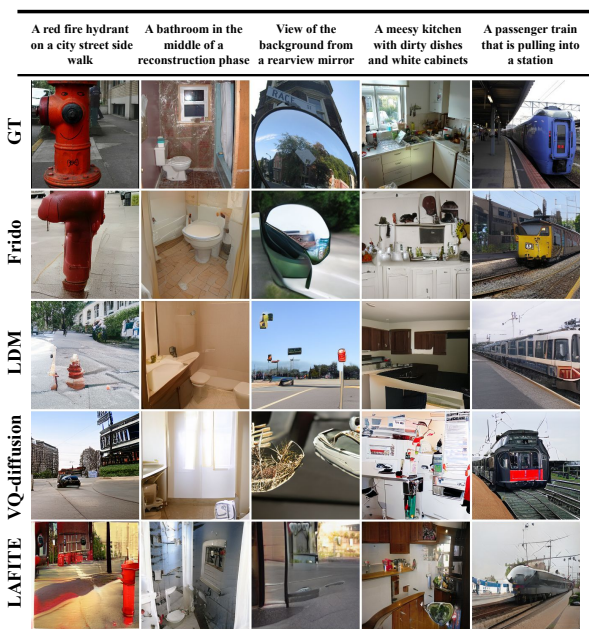 A red fire hydrant
on a city street side
walk
A bathroom in the
middle of a
reconstruction phase
View of the
background from
a rearview mirror
A meesy kitchen
with dirty dishes
and white cabinets
A passenger train
that is pulling into
a station
GT
RACE
Frido
LDM
VQ-diffusion
LAFITE